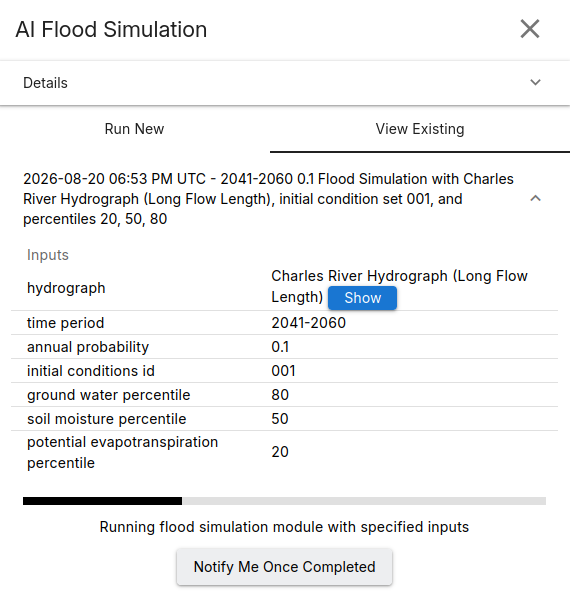 AI Flood Simulation
Details
Run New
View Existing
2026-08-20 06:53 PM UTC - 2041-2060 0.1 Flood Simulation with Charles
River Hydrograph (Long Flow Length), initial condition set 001, and
percentiles 20, 50, 80
Inputs
hydrograph
Charles River Hydrograph (Long Flow
Length) Show
time period 2041-2060
annual probability 0.1
initial conditions id 001
ground water percentile 80
soil moisture percentile 50
potential evapotranspiration
percentile
20
Running flood simulation module with specified inputs
Notify Me Once Completed